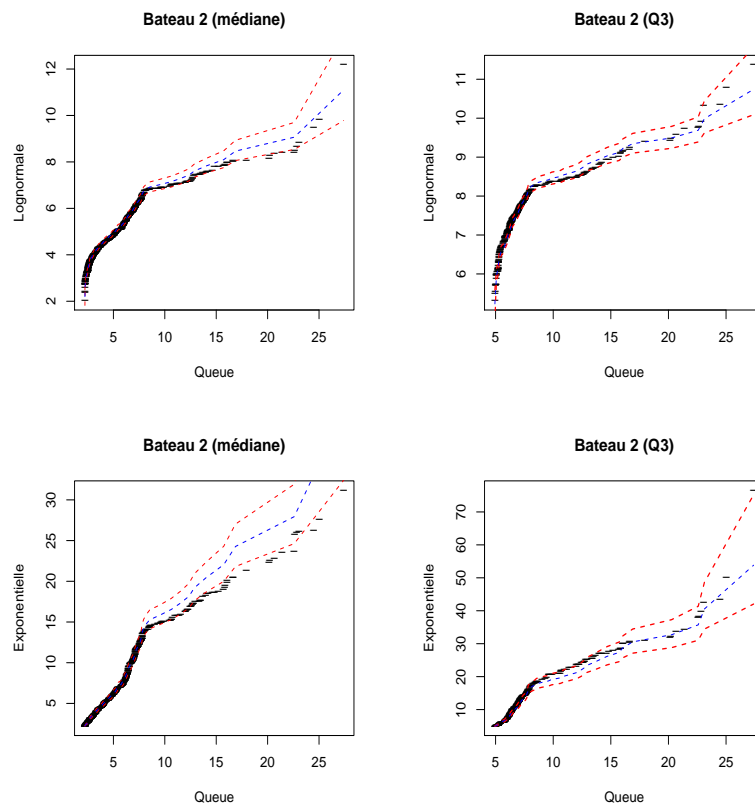 Bateau 2 (médiane)
Lognormale
2 4 6 8 10 12
5 10 15 20 25
Queue
Bateau 2 (Q3)
Lognormale
6 7 8 9 10 11
5 10 15 20 25
Queue
Bateau 2 (médiane)
Exponentielle
5 10 15 20 25 30
5 10 15 20 25
Queue
Bateau 2 (Q3)
Exponentielle
10 20 30 40 50 60 70
5 10 15 20 25
Queue